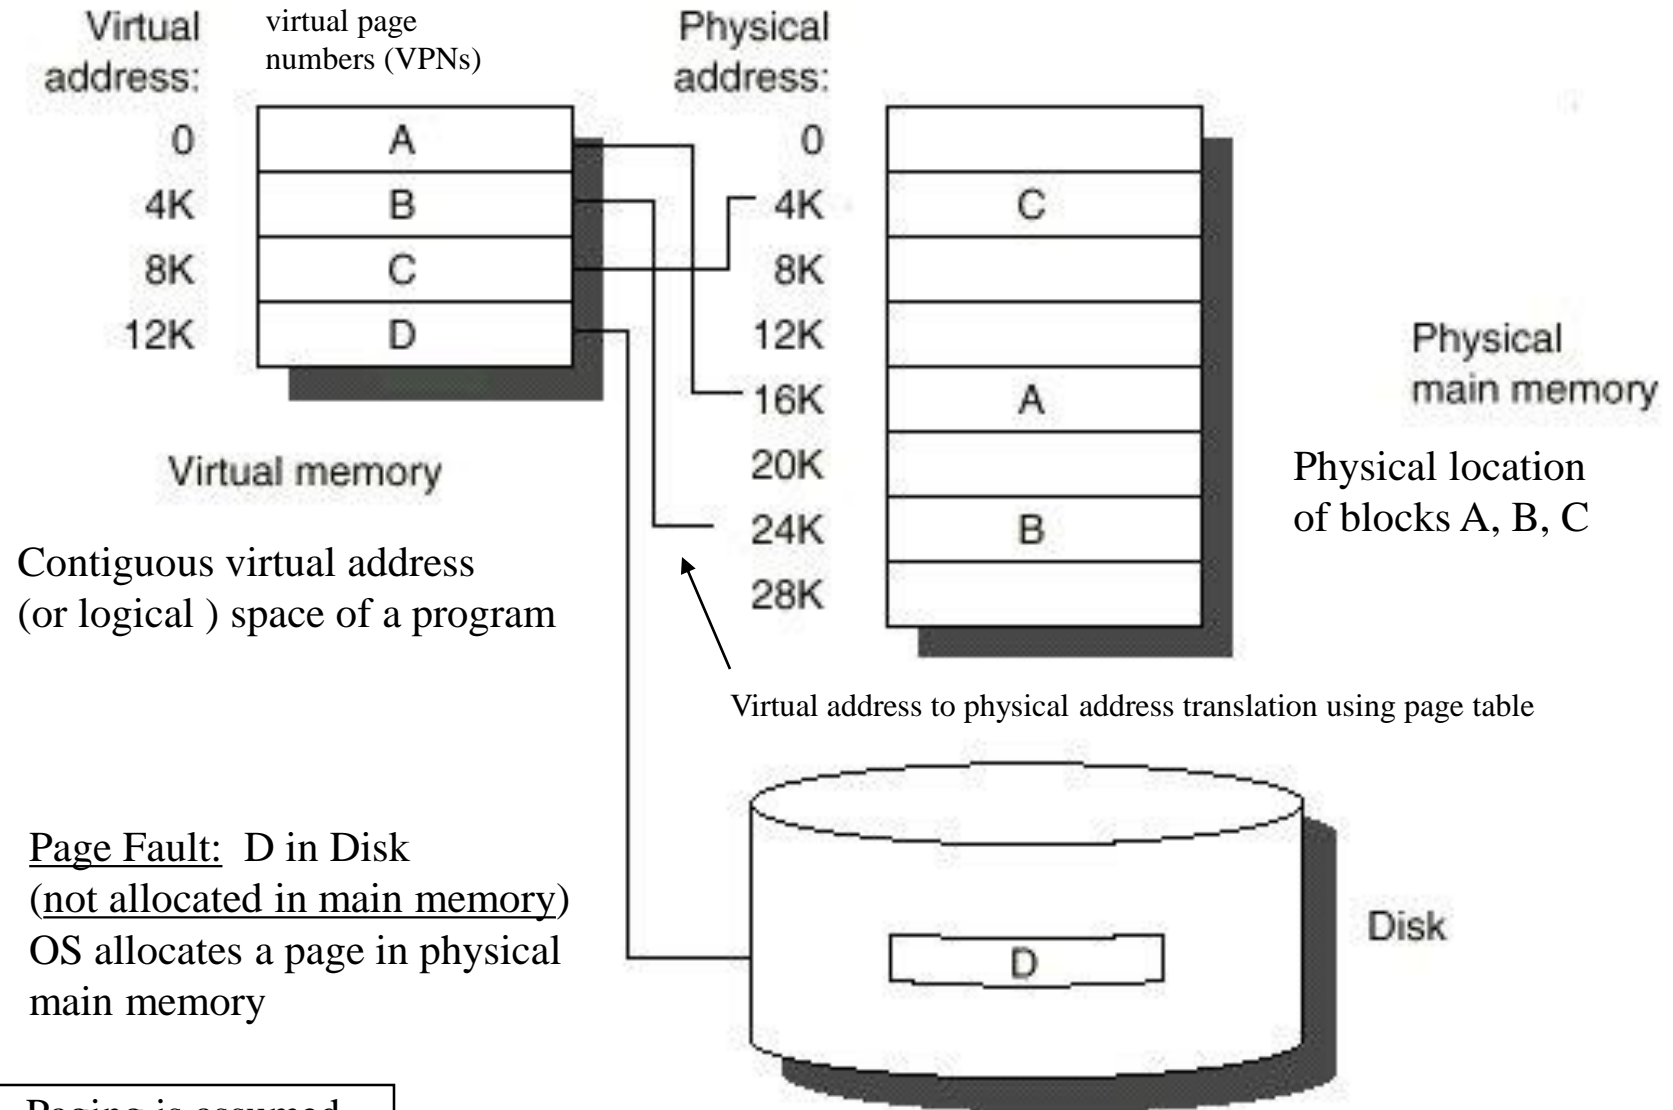 Virtual
address:
virtual page
numbers (VPNs)
0
4K
8K
12K
A
B
C
D
Virtual memory
Contiguous virtual address
(or logical ) space of a program
Physical
address:
0
4K
8K
12K
16K
20K
24K
28K
C
A
B
Physical
main memory
Physical location
of blocks A, B, C
Virtual address to physical address translation using page table
Page Fault: D in Disk
(not allocated in main memory)
OS allocates a page in physical
main memory
D
Disk
Paging is assumed